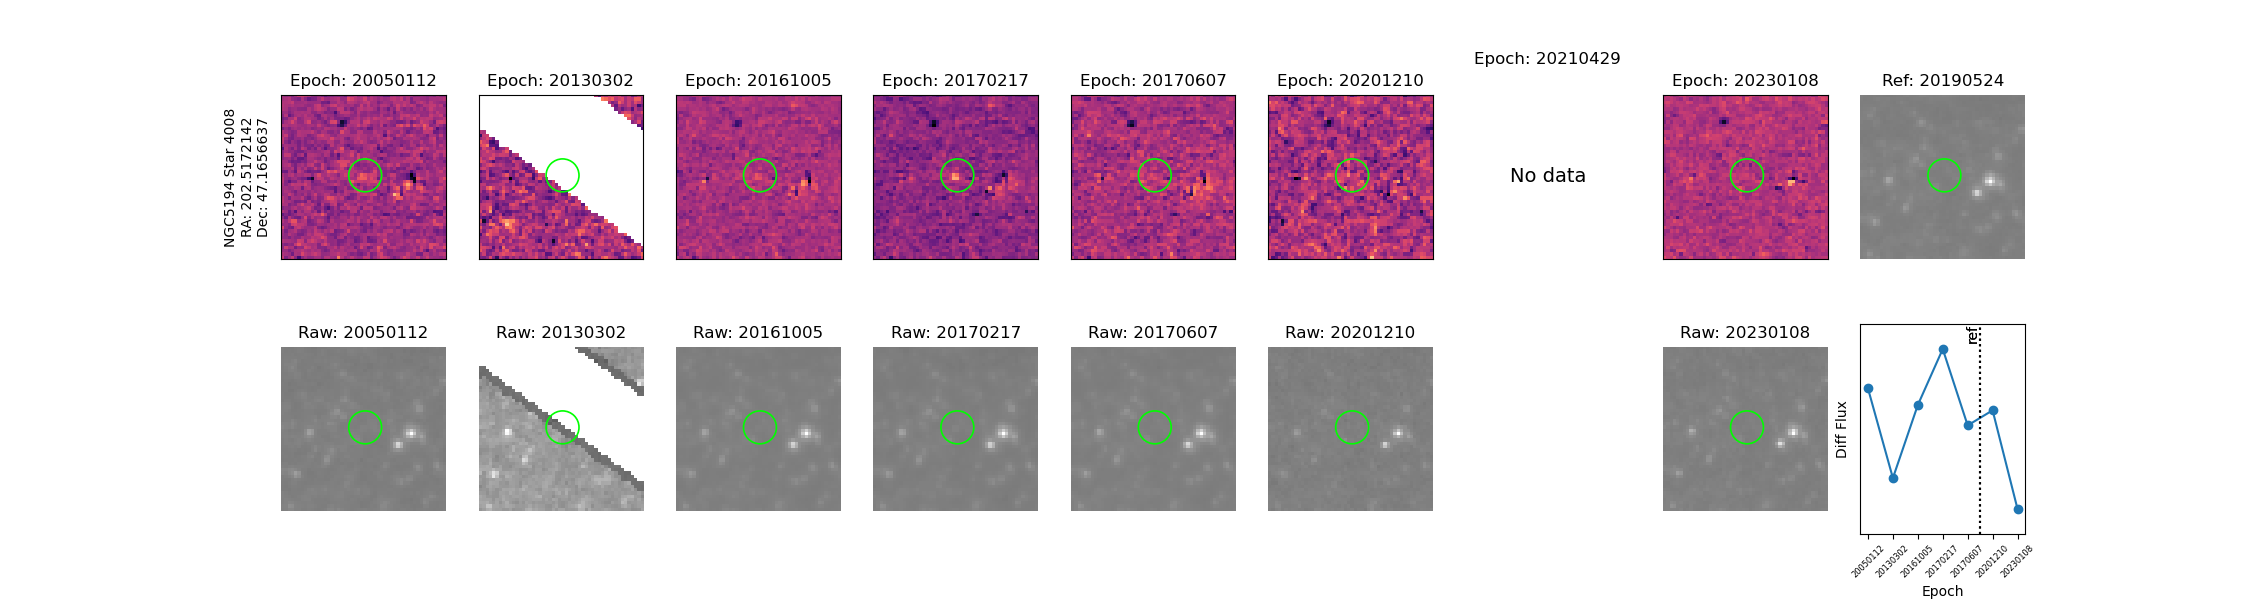 Epoch: 20210429
Epoch: 20050112
Epoch: 20130302
Epoch: 20161005
Epoch: 20170217
Epoch: 20170607
Epoch: 20201210
Epoch: 20230108
Ref: 20190524
NGC5194 Star 4008
RA: 202.5172142
Dec: 47.1656637
No data
Raw: 20050112
Raw: 20130302
Raw: 20161005
Raw: 20170217
Raw: 20170607
Raw: 20201210
Raw: 20230108
ref
Diff Flux
20050112
20130302
20161005
20170217
20170607
20201210
20230108
Epoch